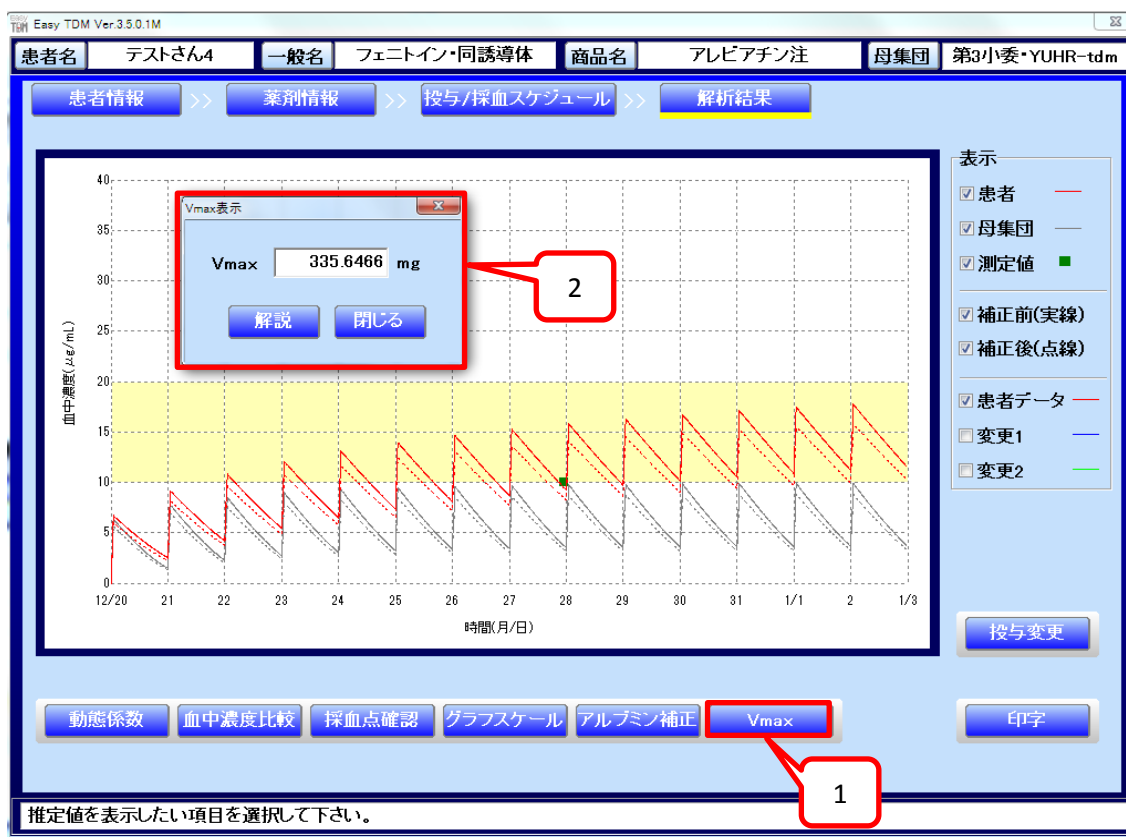 easy
TDM Easy TDM Ver.3.5.0.1M
患者名 テストさん4 一般名 フェニトイン・同誘導体 商品名 アレビアチン注 母集団 第3小委・YUHR-tdm
患者情報 >> 薬剤情報 >> 投与/採血スケジュール >> 解析結果
表示
患者
母集団
測定値
補正前(実線)
補正後(点線)
患者データ
変更1
変更2
40
35
30
25
20
15
10
5
0
血中濃度(μg/mL)
12/20 21 22 23 24 25 26 27 28 29 30 31 1/1 2 1/3
時間(月/日)
Vmax表示
Vmax 335.6466 mg
解説 閉じる
2
投与変更
動態係数 血中濃度比較 採血点確認 グラフスケール アルブミン補正 Vmax 印字
1
推定値を表示したい項目を選択して下さい。